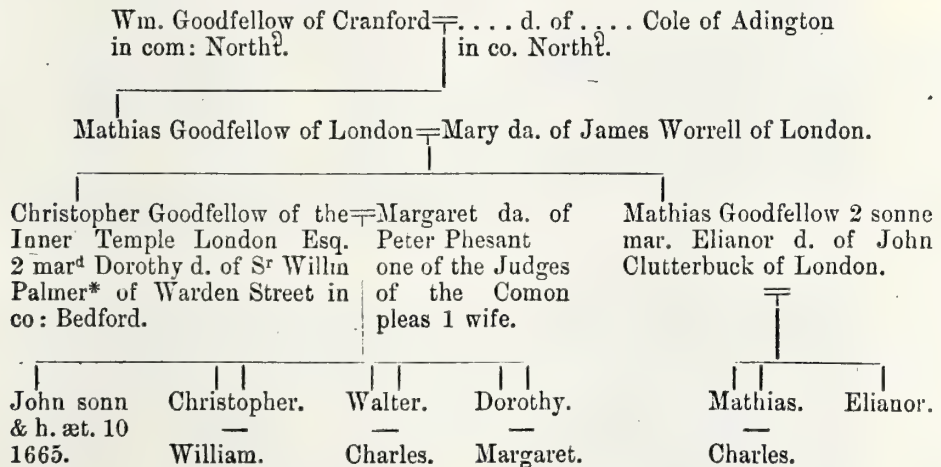 Wm. Goodfellow of Cranford=. . . . d. of . . . . Cole of Adington
in com: Northt. in co. Northt.
Mathias Goodfellow of London=Mary da. of James Worrell of London.
Christopher Goodfellow of the
Inner Temple London Esq.
2 mard Dorothy d. of Sr Willm
Palmer* of Warden Street in
co: Bedford.
=Margaret da. of
Peter Phesant
one of the Judges
of the Comon
pleas 1 wife.
Mathias Goodfellow 2 sonne
mar. Elianor d. of John
Clutterbuck of London.
=
John sonn
& h. æt. 10
1665.
Christopher.
—
William.
Walter.
—
Charles.
Dorothy.
—
Margaret.
Mathias.
—
Charles.
Elianor.